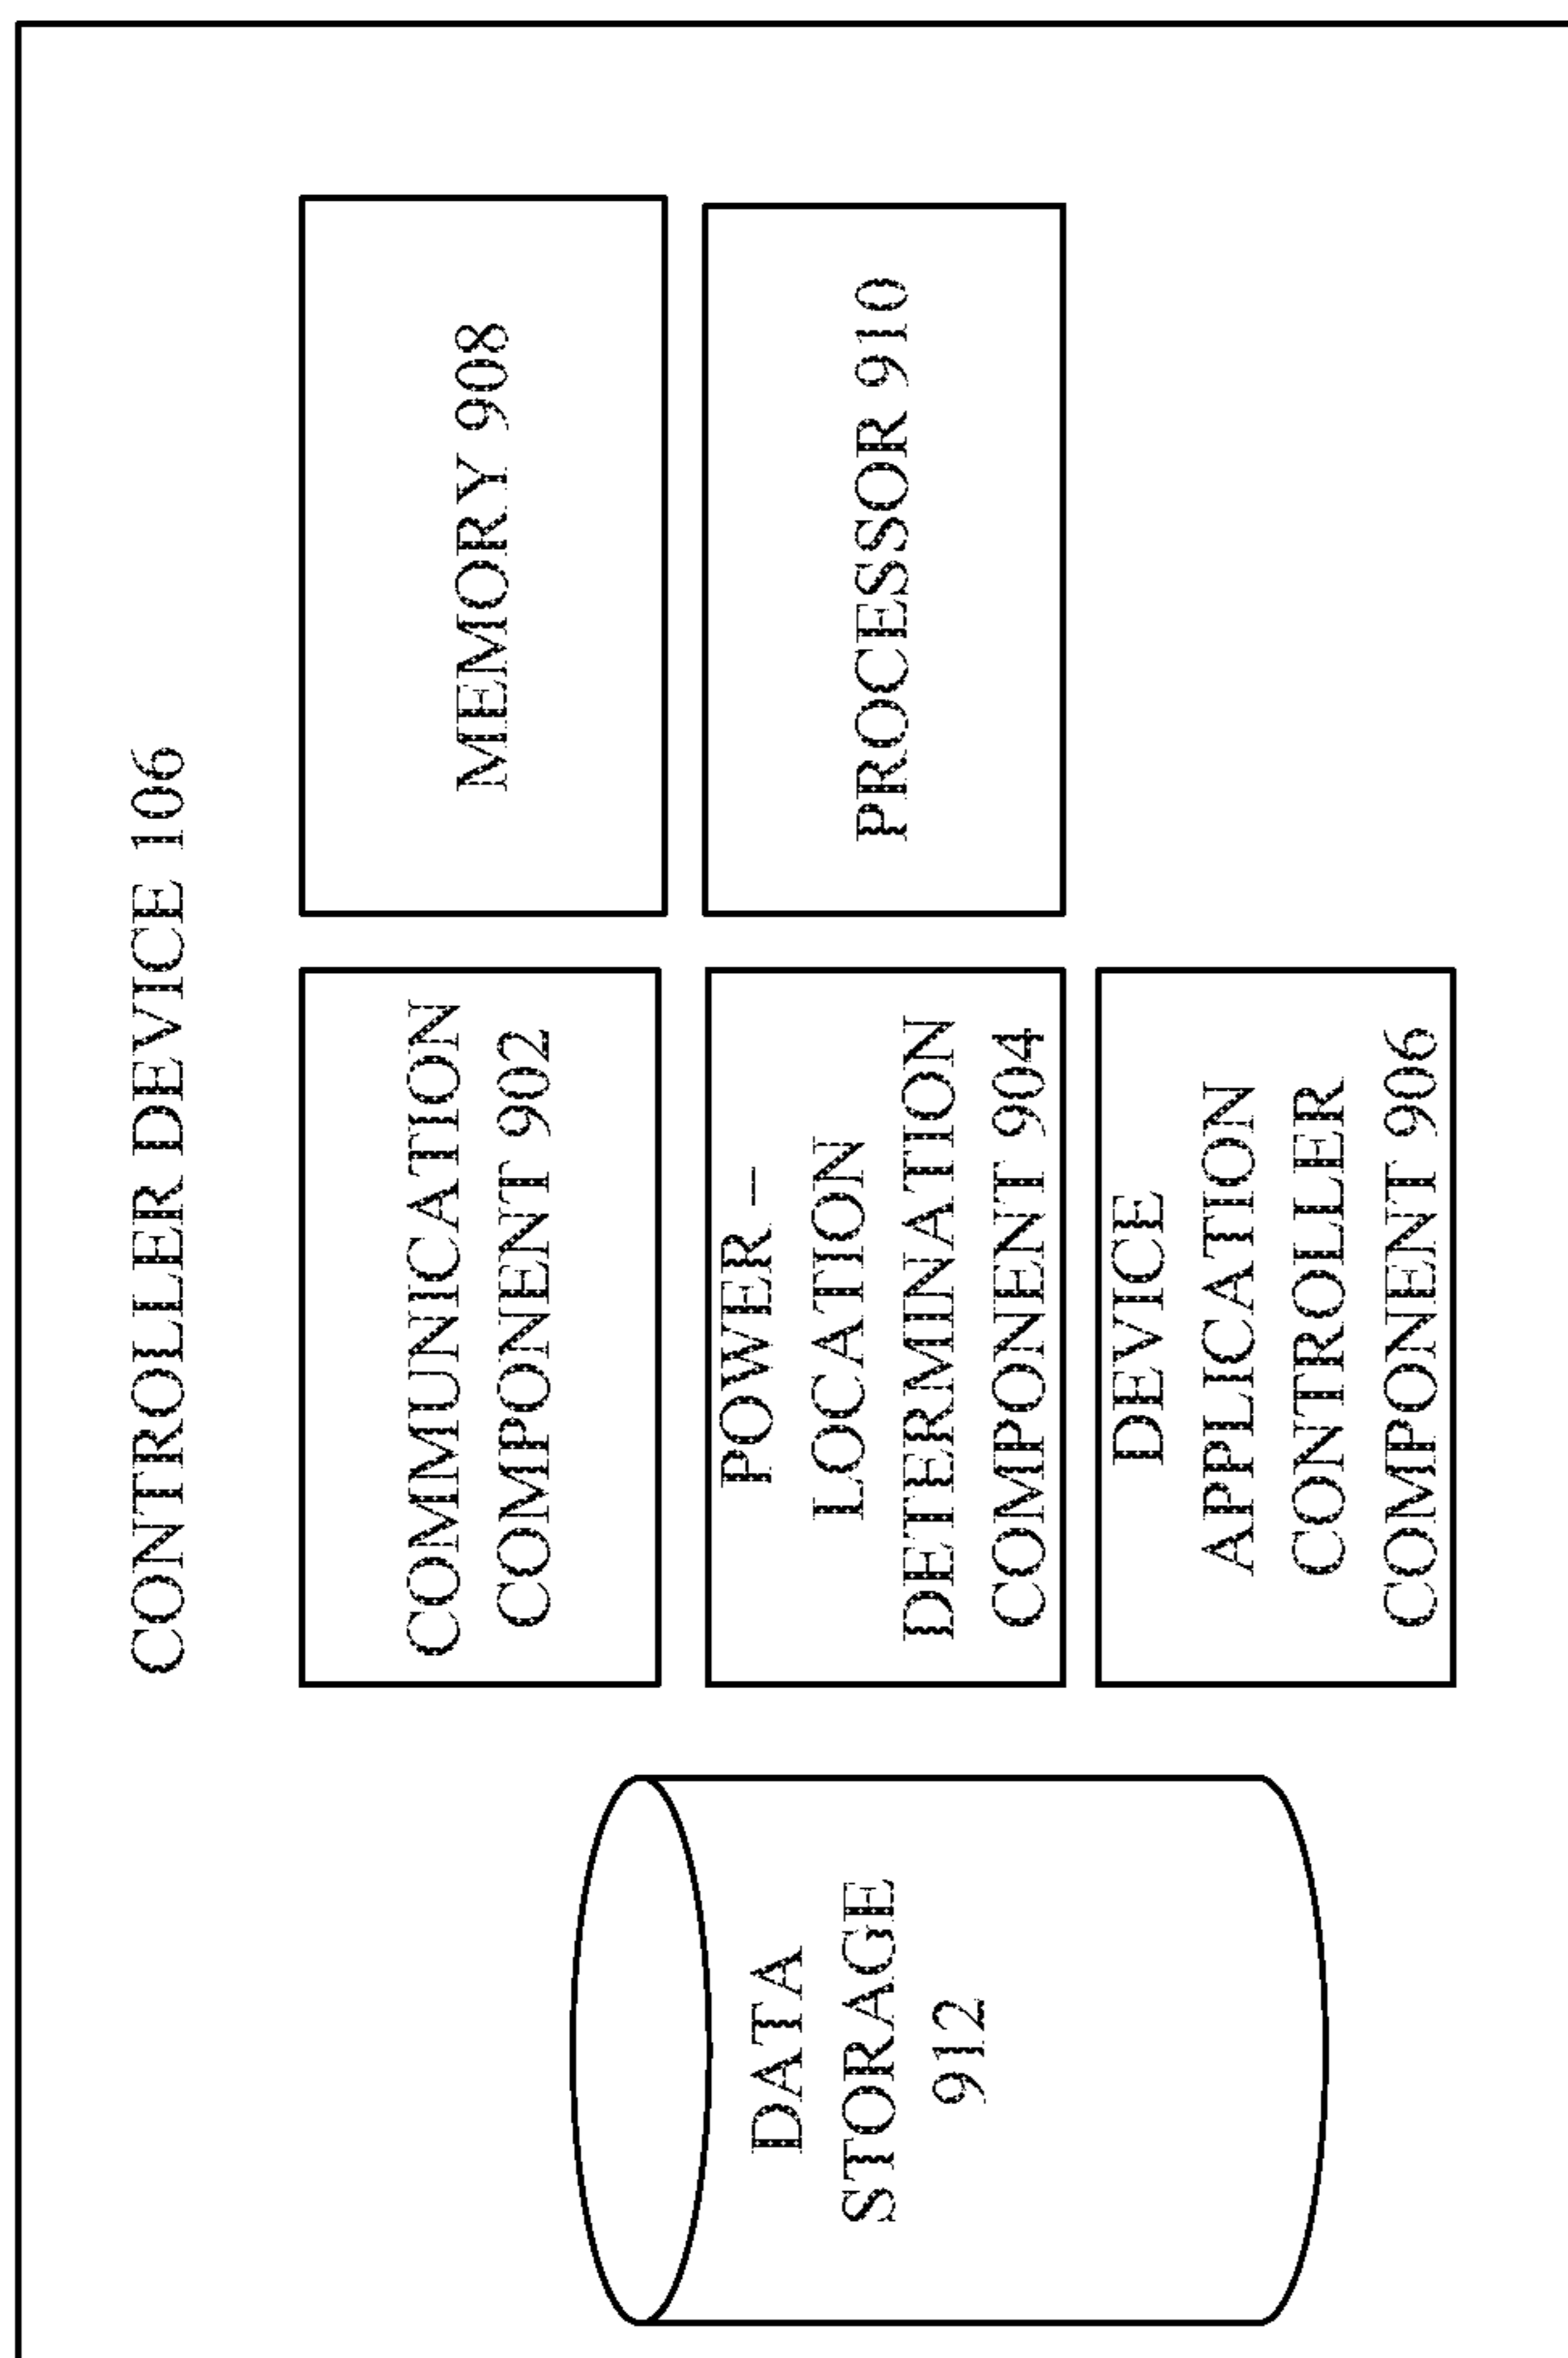 CONTROLLER DEVICE 106
DATA
STORAGE
912
COMMUNICATION
COMPONENT 902
POWER –
LOCATION
DETERMINATION
COMPONENT 904
DEVICE
APPLICATION
CONTROLLER
COMPONENT 906
MEMORY 908
PROCESSOR 910